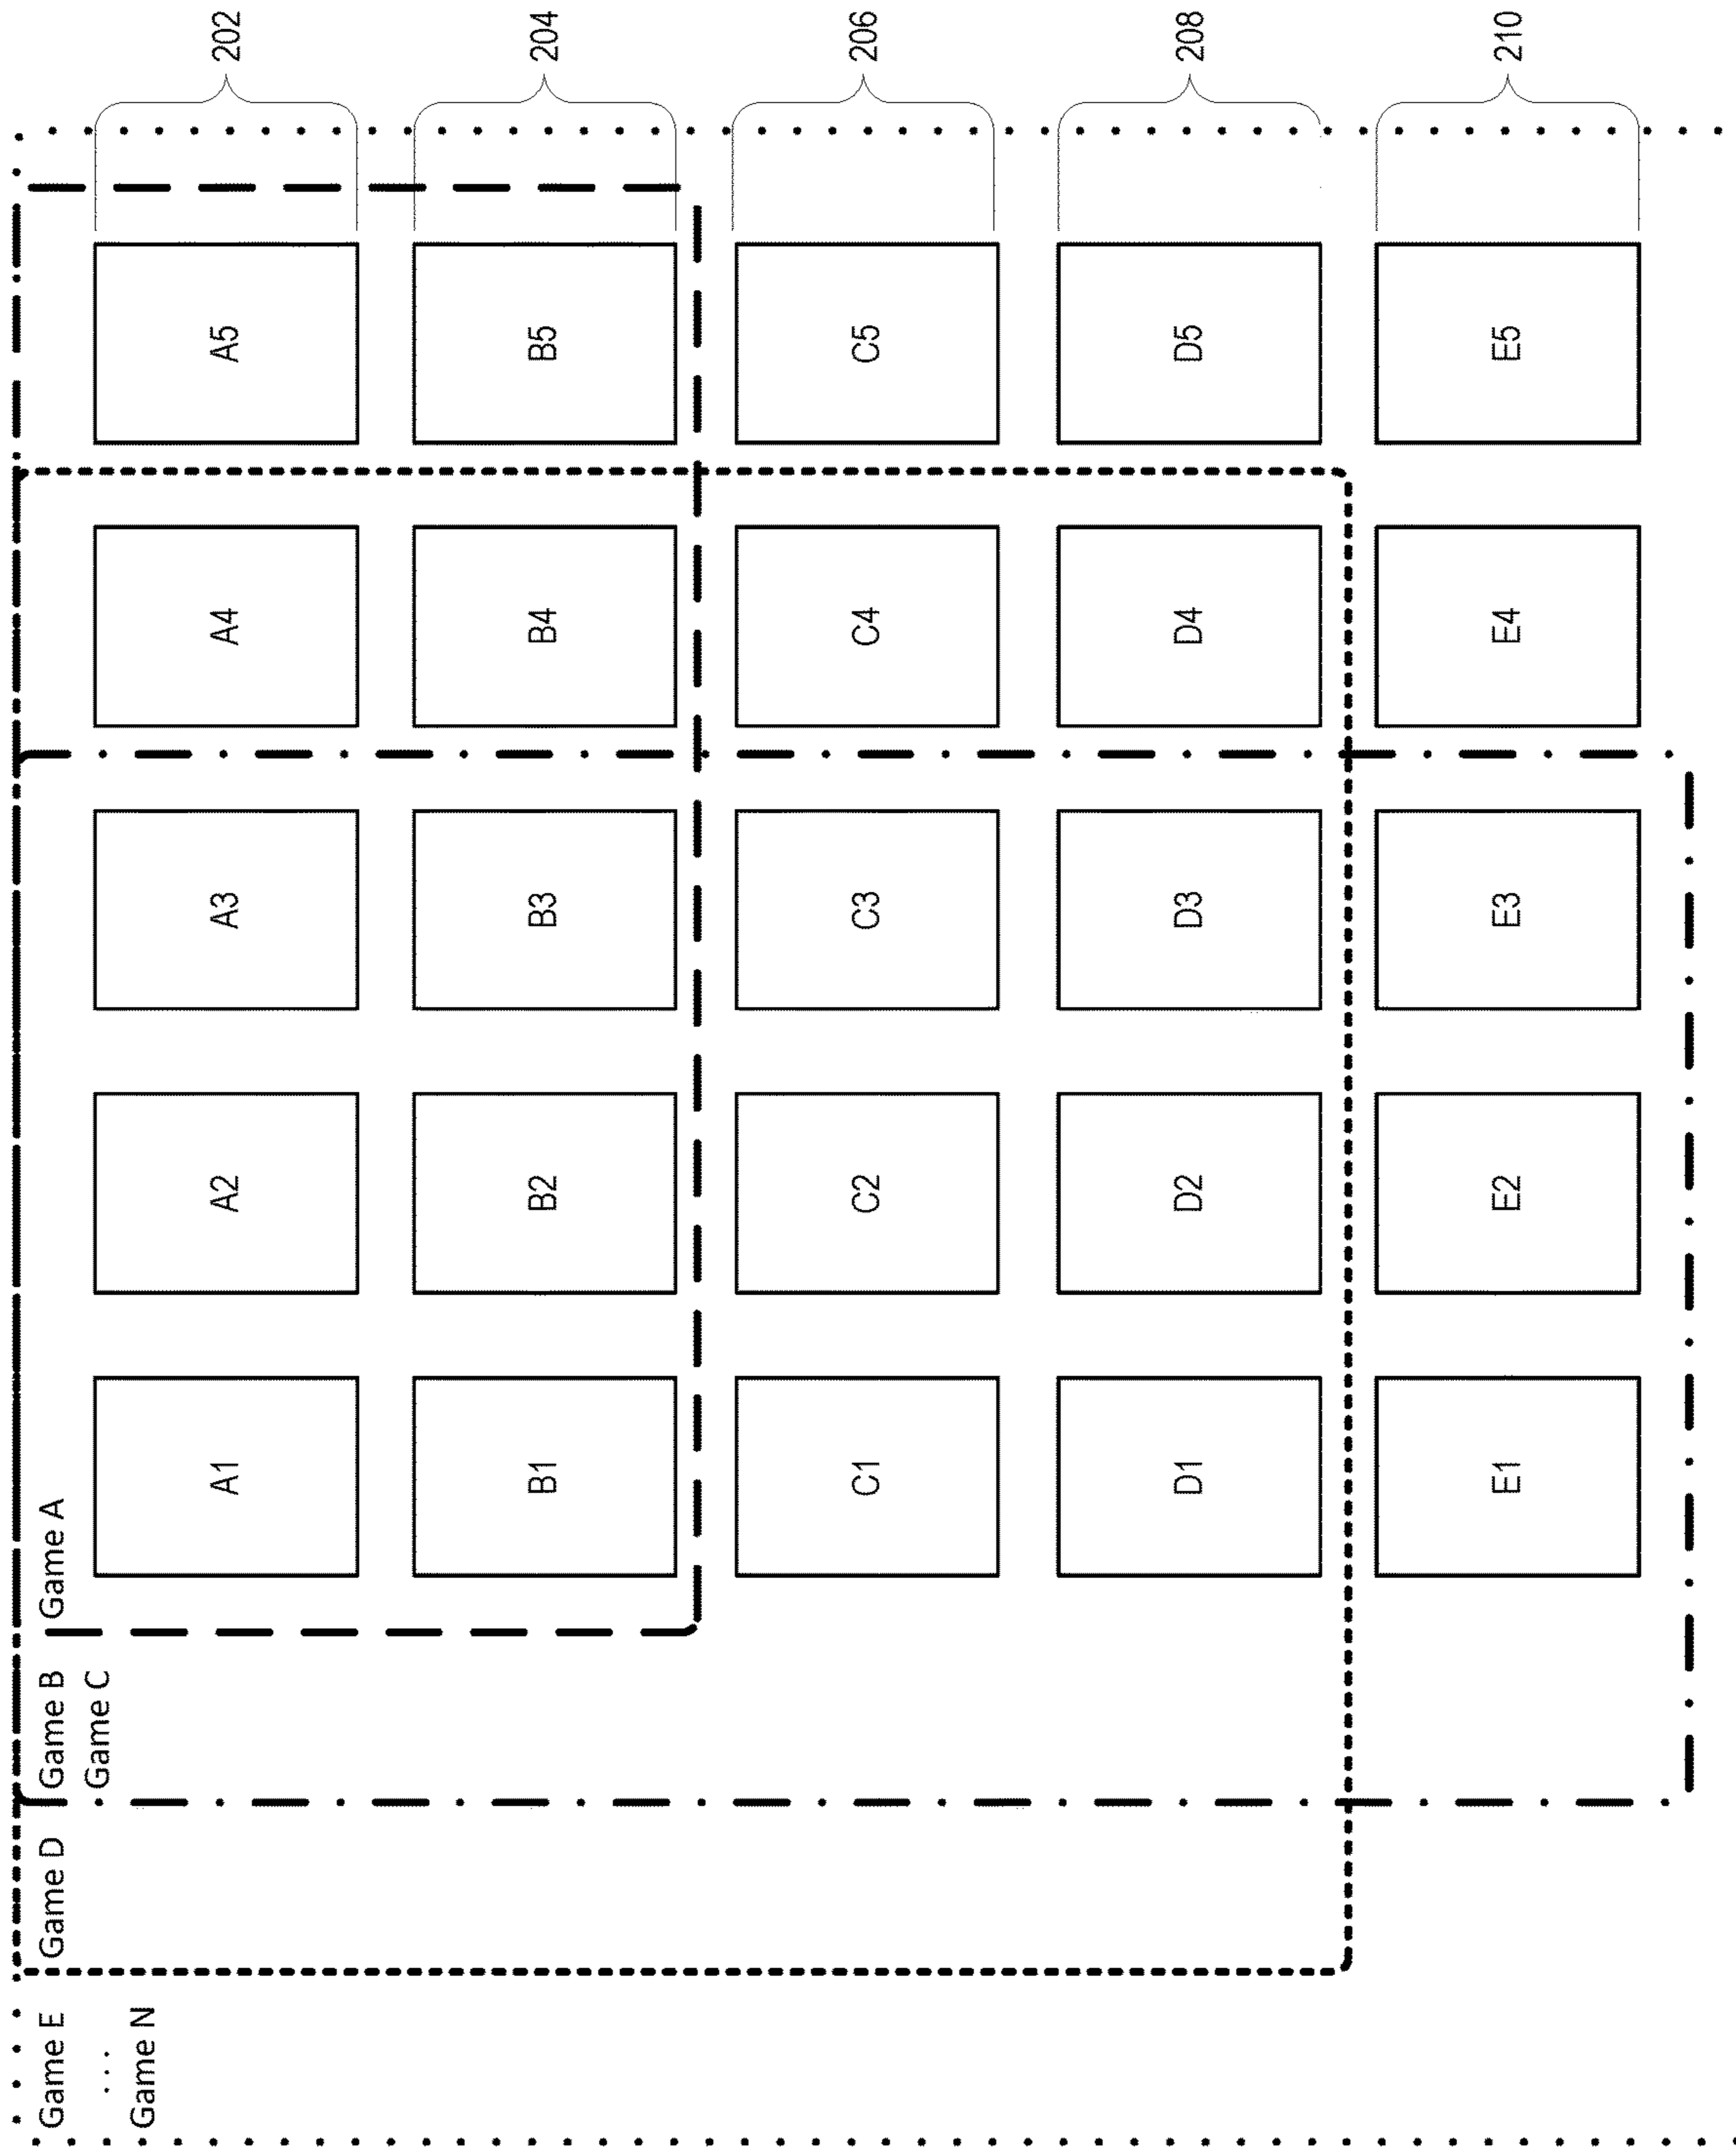 Game E Game D Game B Game A
... Game C
Game N
A1 A2 A3 A4 A5 202
B1 B2 B3 B4 B5 204
C1 C2 C3 C4 C5 206
D1 D2 D3 D4 D5 208
E1 E2 E3 E4 E5 210